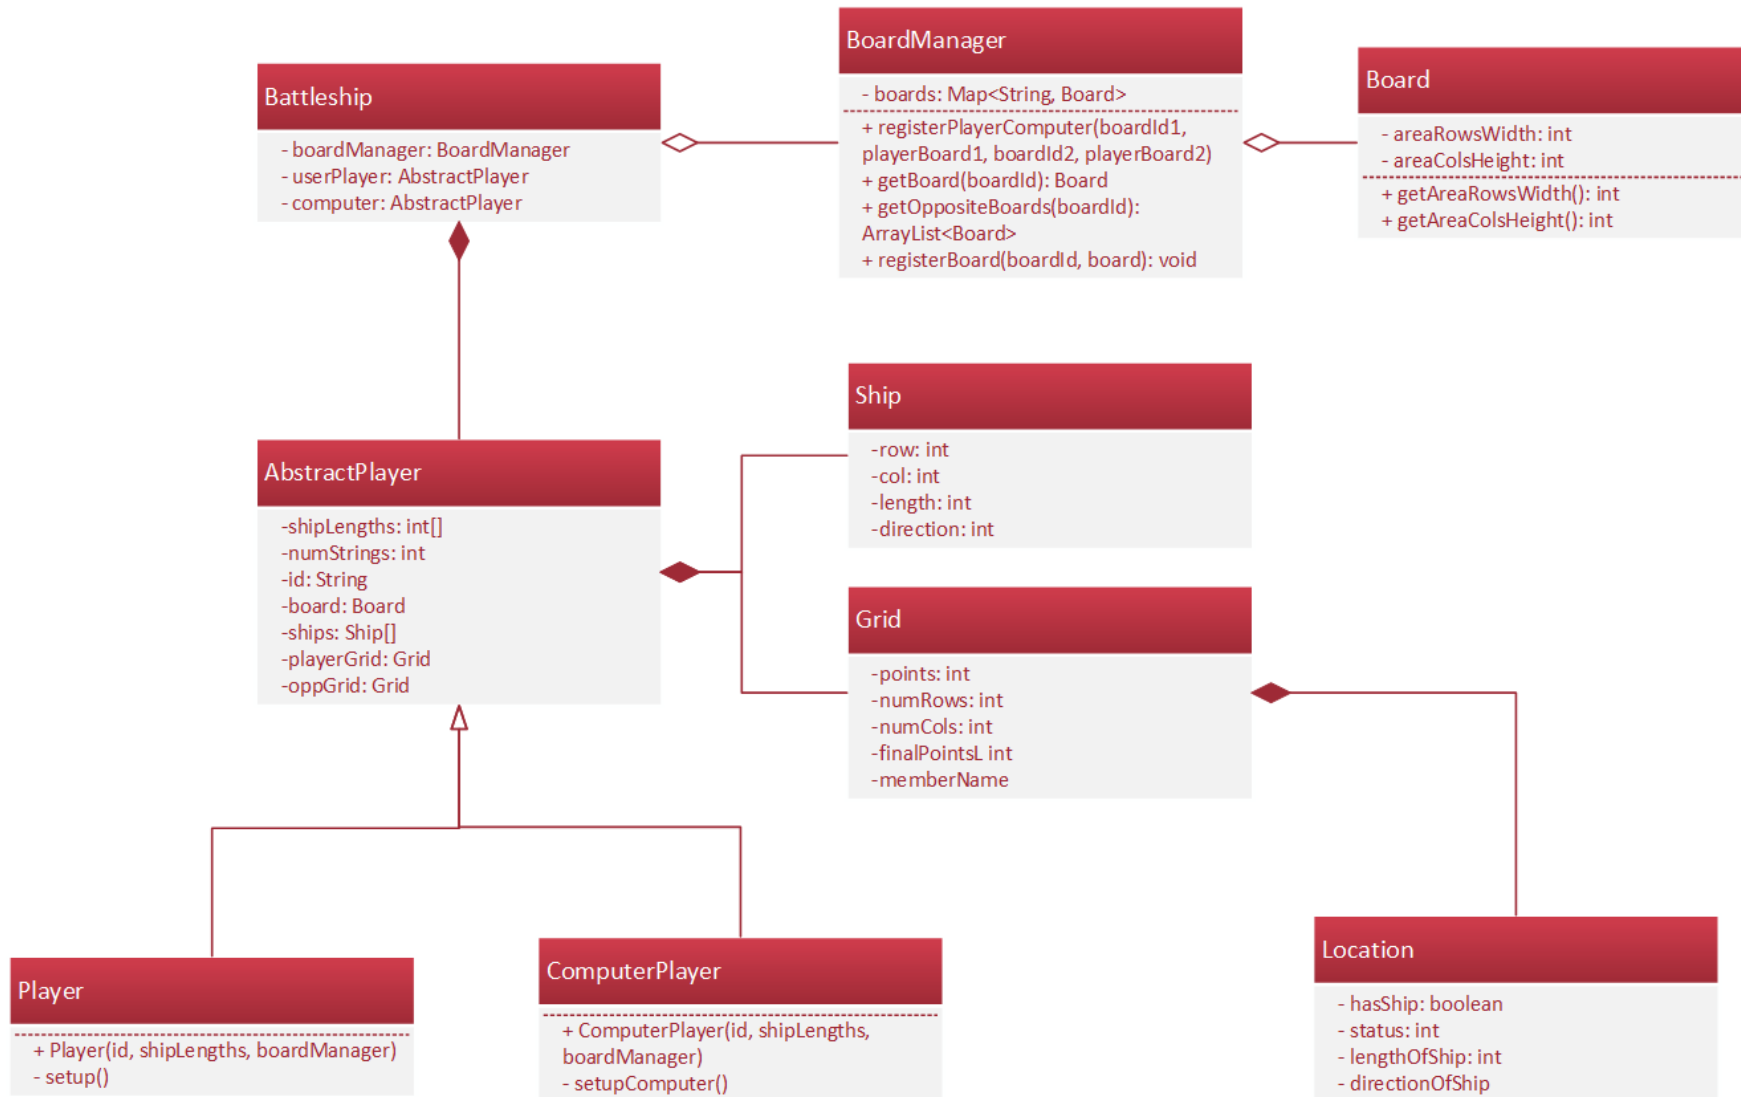 Battleship
- boardManager: BoardManager
- userPlayer: AbstractPlayer
- computer: AbstractPlayer
BoardManager
- boards: Map<String, Board>
+ registerPlayerComputer(boardId1,
playerBoard1, boardId2, playerBoard2)
+ getBoard(boardId): Board
+ getOppositeBoards(boardId):
ArrayList<Board>
+ registerBoard(boardId, board): void
Board
- areaRowsWidth: int
- areaColsHeight: int
+ getAreaRowsWidth(): int
+ getAreaColsHeight(): int
AbstractPlayer
-shipLengths: int[]
-numStrings: int
-id: String
-board: Board
-ships: Ship[]
-playerGrid: Grid
-oppGrid: Grid
Ship
-row: int
-col: int
-length: int
-direction: int
Grid
-points: int
-numRows: int
-numCols: int
-finalPointsL int
-memberName
Player
+ Player(id, shipLengths, boardManager)
- setup()
ComputerPlayer
+ ComputerPlayer(id, shipLengths,
boardManager)
- setupComputer()
Location
- hasShip: boolean
- status: int
- lengthOfShip: int
- directionOfShip